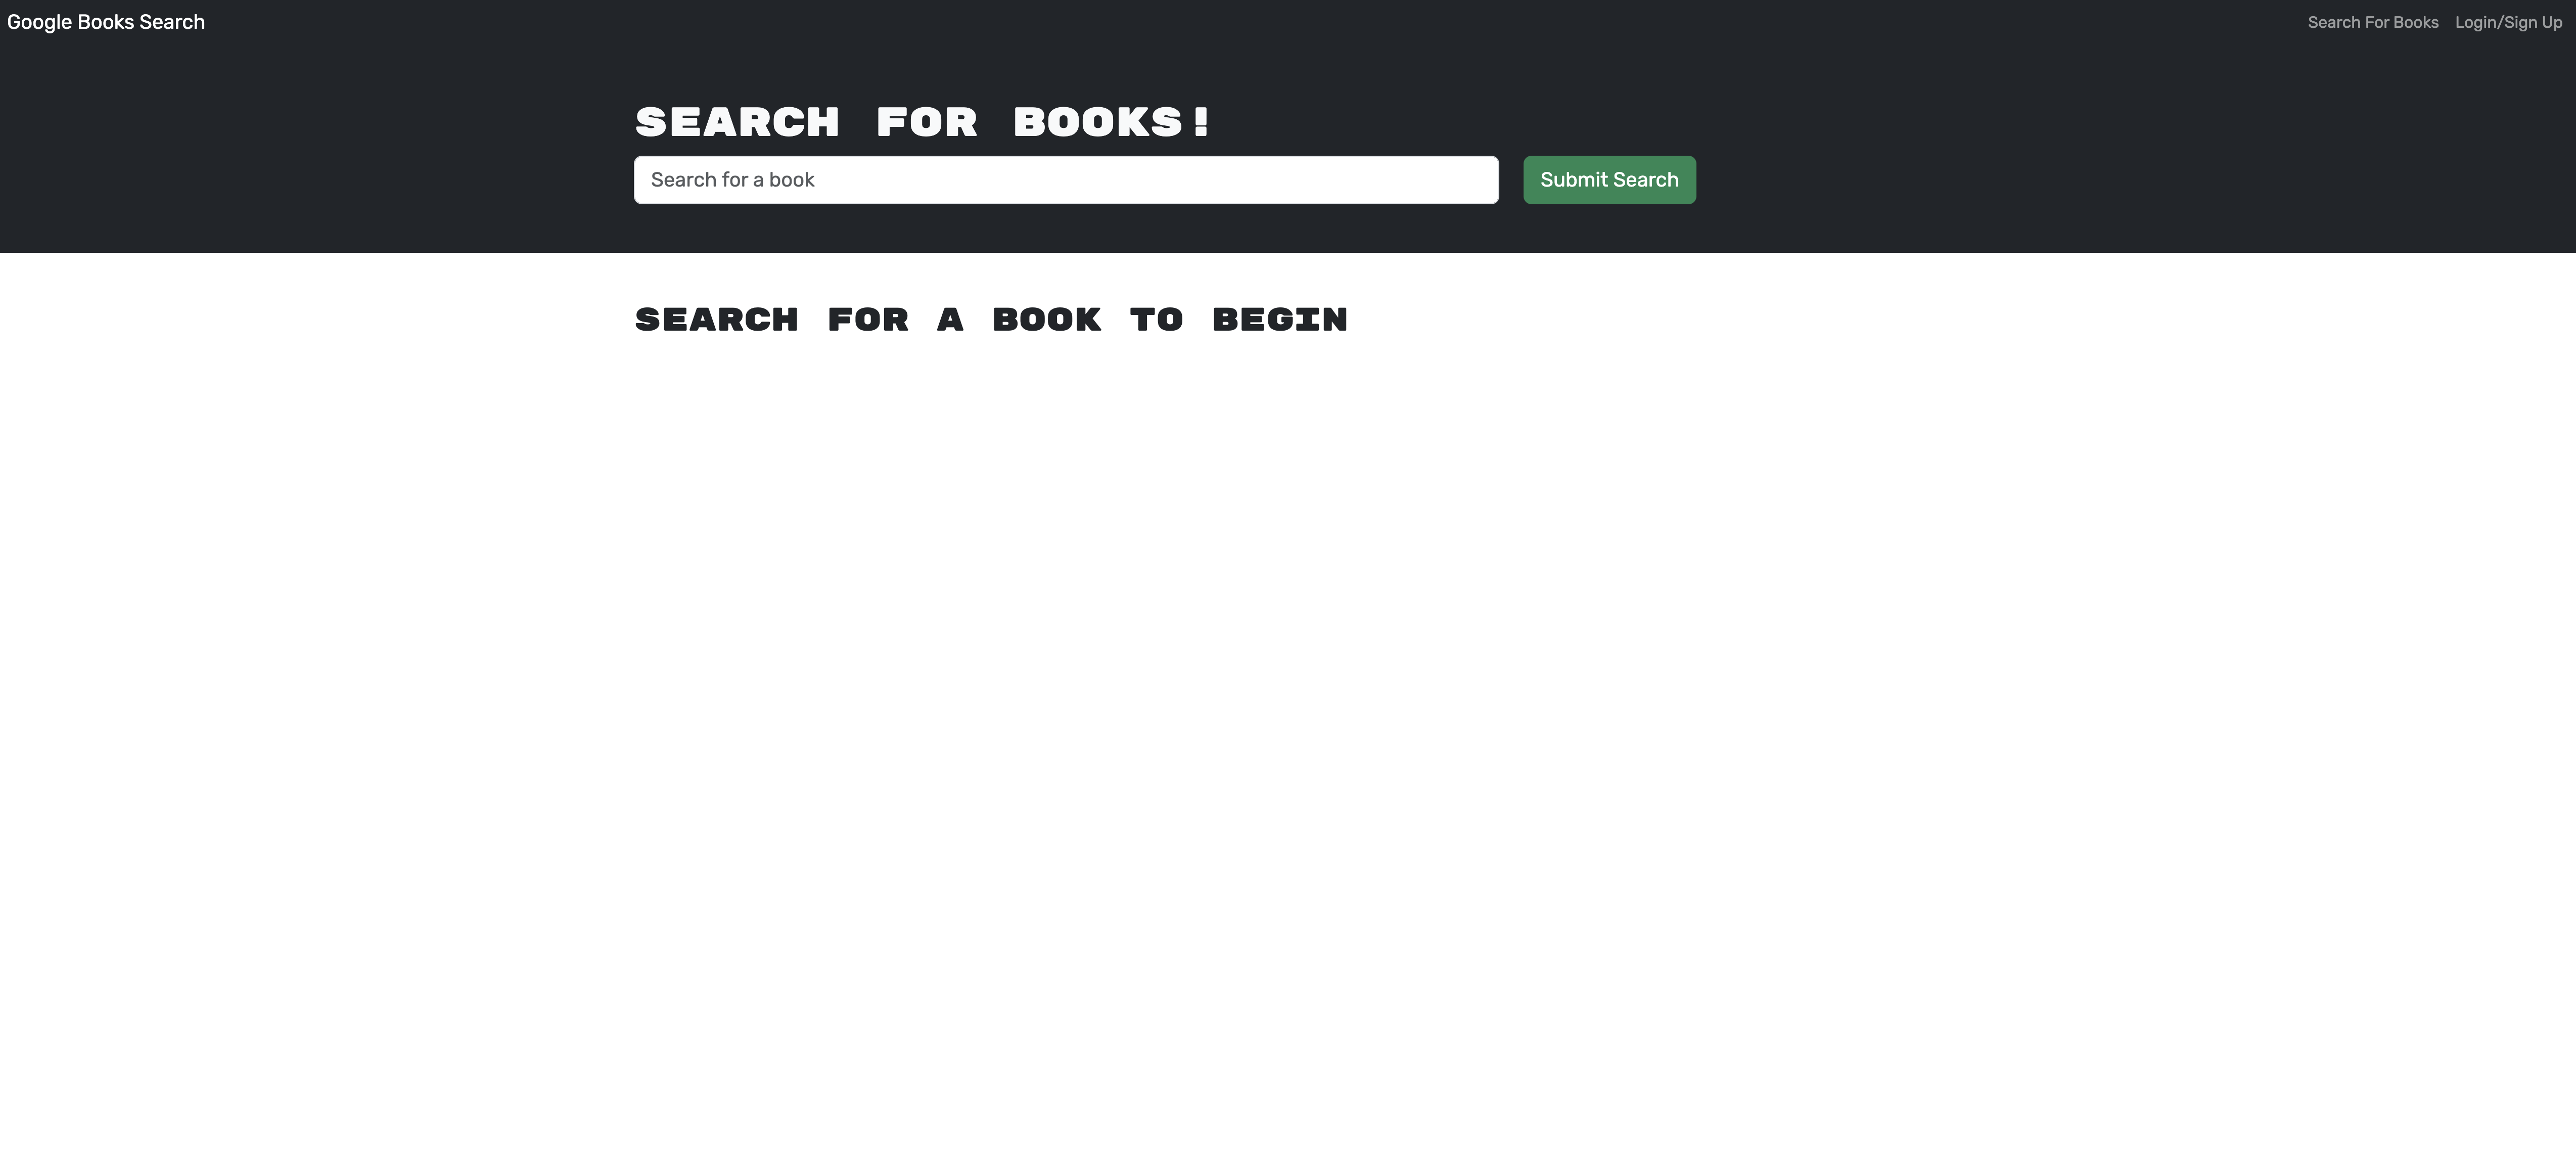 Google Books Search
Search For Books
Login/Sign Up
SEARCH FOR BOOKS!
Search for a book
Submit Search
SEARCH FOR A BOOK TO BEGIN